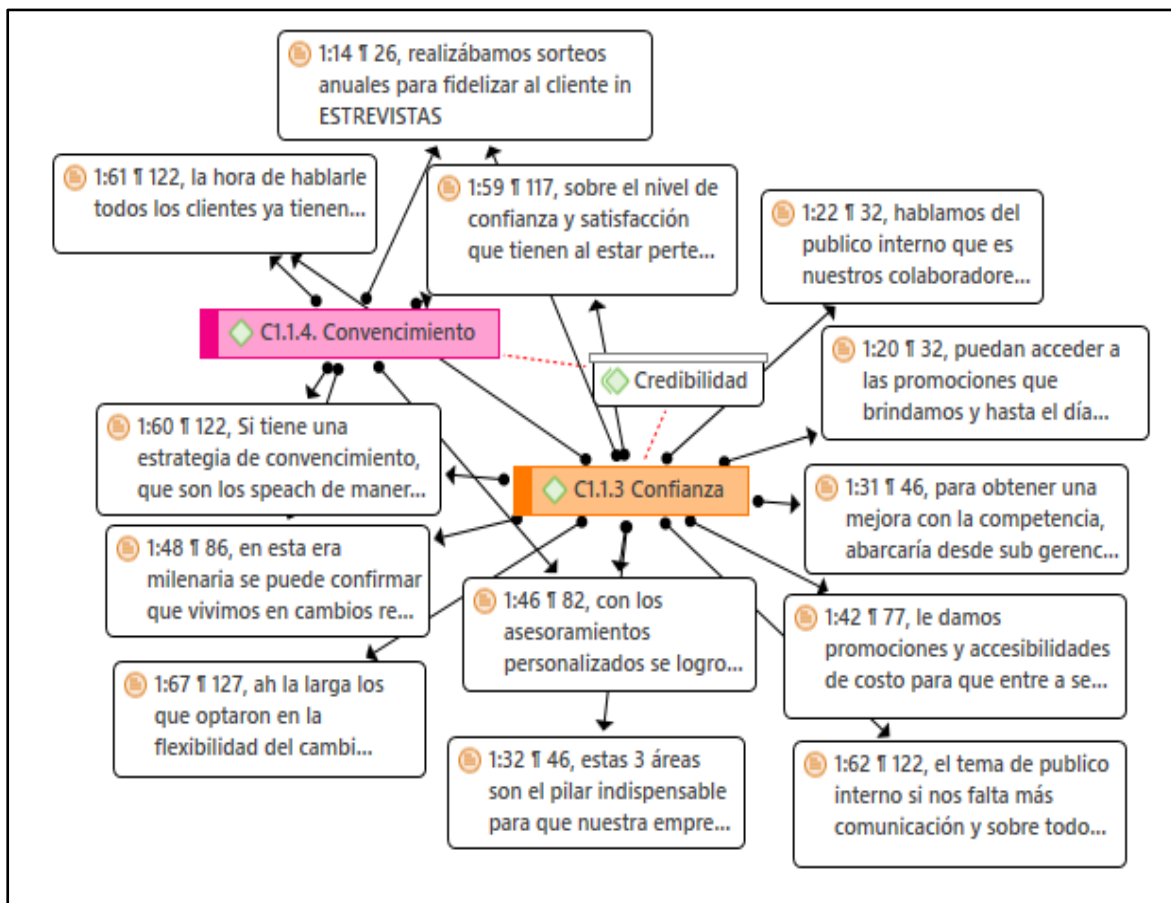 1:14 ¶ 26, realizábamos sorteos
anuales para fidelizar al cliente in
ESTREVISTAS
1:61 ¶ 122, la hora de hablarle
todos los clientes ya tienen...
1:59 ¶ 117, sobre el nivel de
confianza y satisfacción
que tienen al estar perte...
1:22 ¶ 32, hablamos del
publico interno que es
nuestros colaboradore...
C1.1.4. Convencimiento
Credibilidad
1:20 ¶ 32, puedan acceder a
las promociones que
brindamos y hasta el día...
1:60 ¶ 122, Si tiene una
estrategia de convencimiento,
que son los speach de maner...
C1.1.3 Confianza
1:31 ¶ 46, para obtener una
mejora con la competencia,
abarcaría desde sub gerenc...
1:48 ¶ 86, en esta era
milenaria se puede confirmar
que vivimos en cambios re...
1:46 ¶ 82, con los
asesoramientos
personalizados se logro...
1:42 ¶ 77, le damos
promociones y accesibilidades
de costo para que entre a se...
1:67 ¶ 127, ah la larga los
que optaron en la
flexibilidad del cambi...
1:32 ¶ 46, estas 3 áreas
son el pilar indispensable
para que nuestra empre...
1:62 ¶ 122, el tema de publico
interno si nos falta más
comunicación y sobre todo...